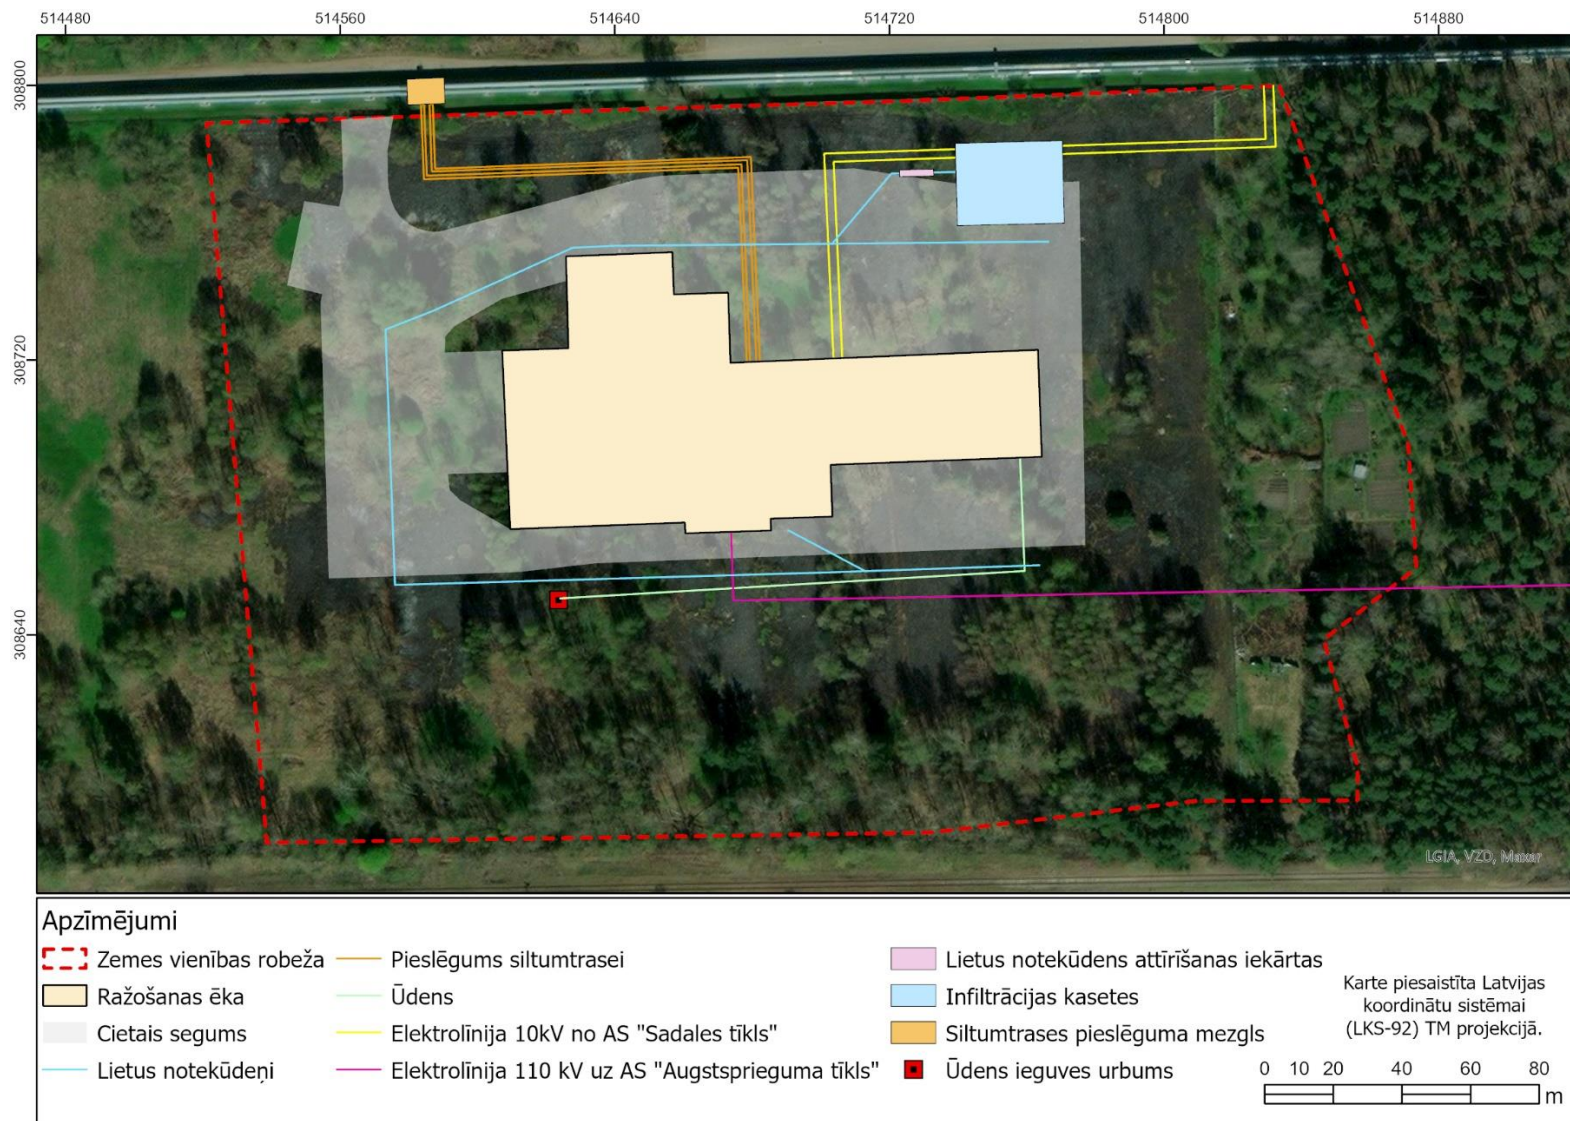 514480 514560 514640 514720 514800 514880
308800
308720
308640
LGIA, VZD, Maxar
Apzīmējumi
Zemes vienības robeža
Ražošanas ēka
Cietais segums
Lietus notekūdeņi
Pieslēgums siltumtrasei
Ūdens
Elektrolīnija 10kV no AS "Sadales tīkls"
Elektrolīnija 110 kV uz AS "Augstsprieguma tīkls"
Lietus notekūdens attīrīšanas iekārtas
Infiltrācijas kasetes
Siltumtrases pieslēguma mezgls
Ūdens ieguves urbums
Karte piesaistīta Latvijas
koordinātu sistēmai
(LKS-92) TM projekcijā.
0 10 20 40 60 80
m